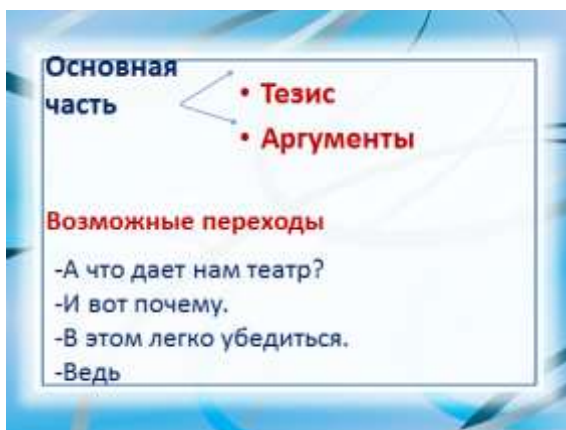 Основная
часть
• Тезис
• Аргументы
Возможные переходы
-А что дает нам театр?
-И вот почему.
-В этом легко убедиться.
-Ведь